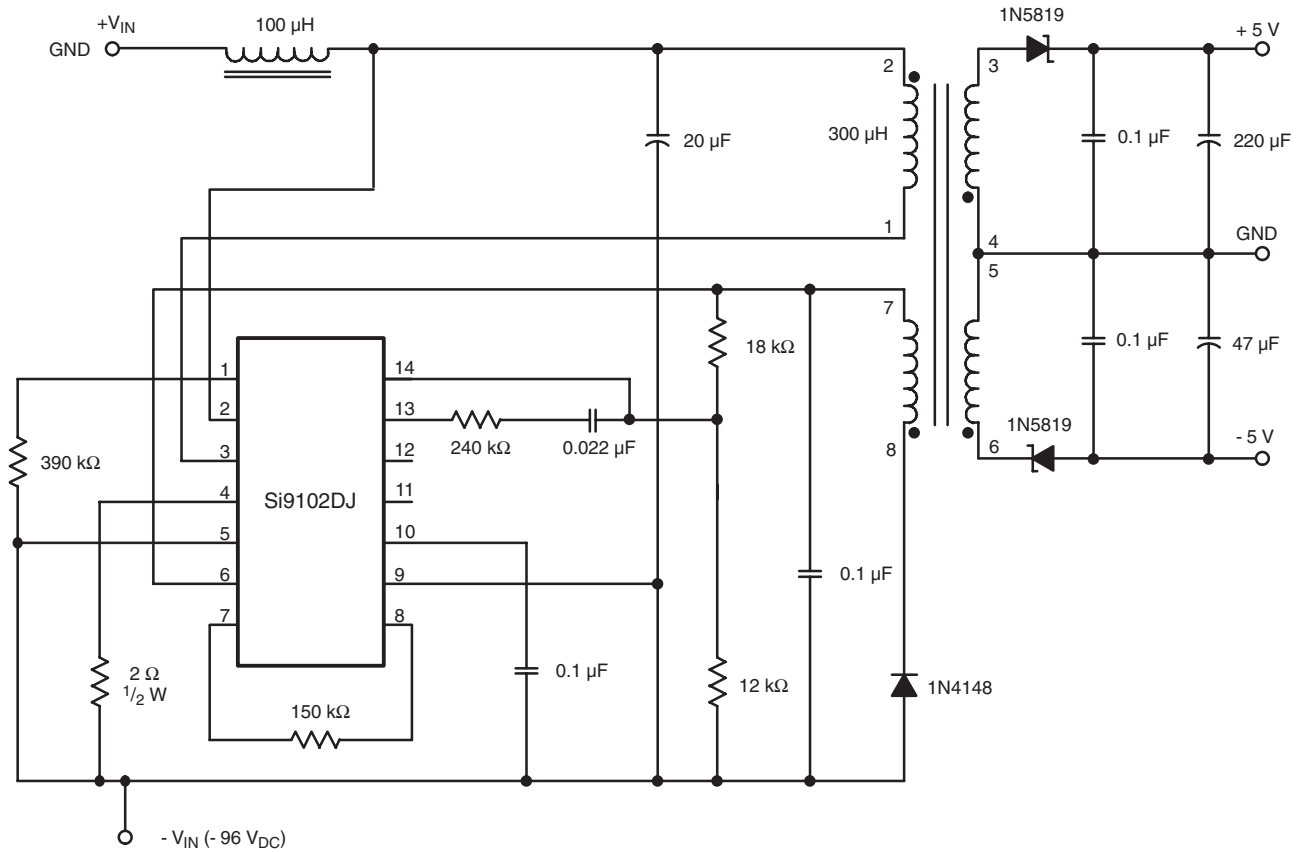 +VIN
GND
100 µH
1N5819
+ 5 V
2
3
300 µH
20 µF
0.1 µF
220 µF
1
4
GND
5
7
18 kΩ
0.1 µF
47 µF
1
14
2
13
240 kΩ
0.022 µF
8
1N5819
6
- 5 V
390 kΩ
3
12
4
11
Si9102DJ
5
10
6
9
0.1 µF
7
8
2 Ω
1/2 W
0.1 µF
12 kΩ
1N4148
150 kΩ
- VIN (- 96 VDC)